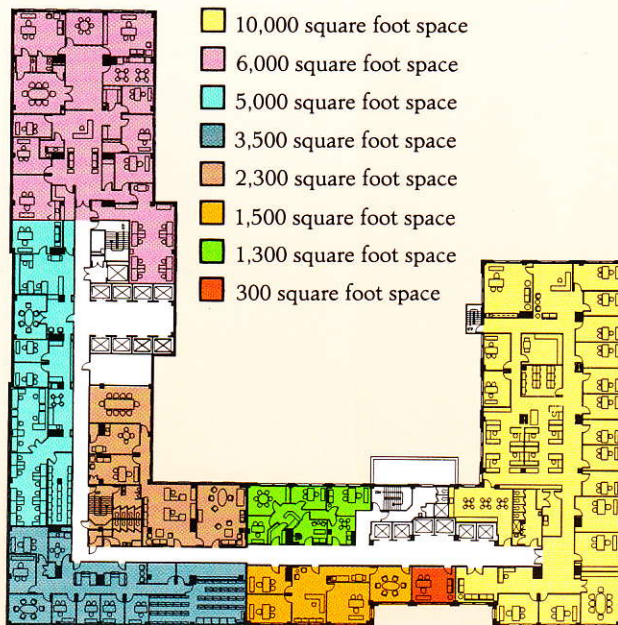 10,000 square foot space
6,000 square foot space
5,000 square foot space
3,500 square foot space
2,300 square foot space
1,500 square foot space
1,300 square foot space
300 square foot space